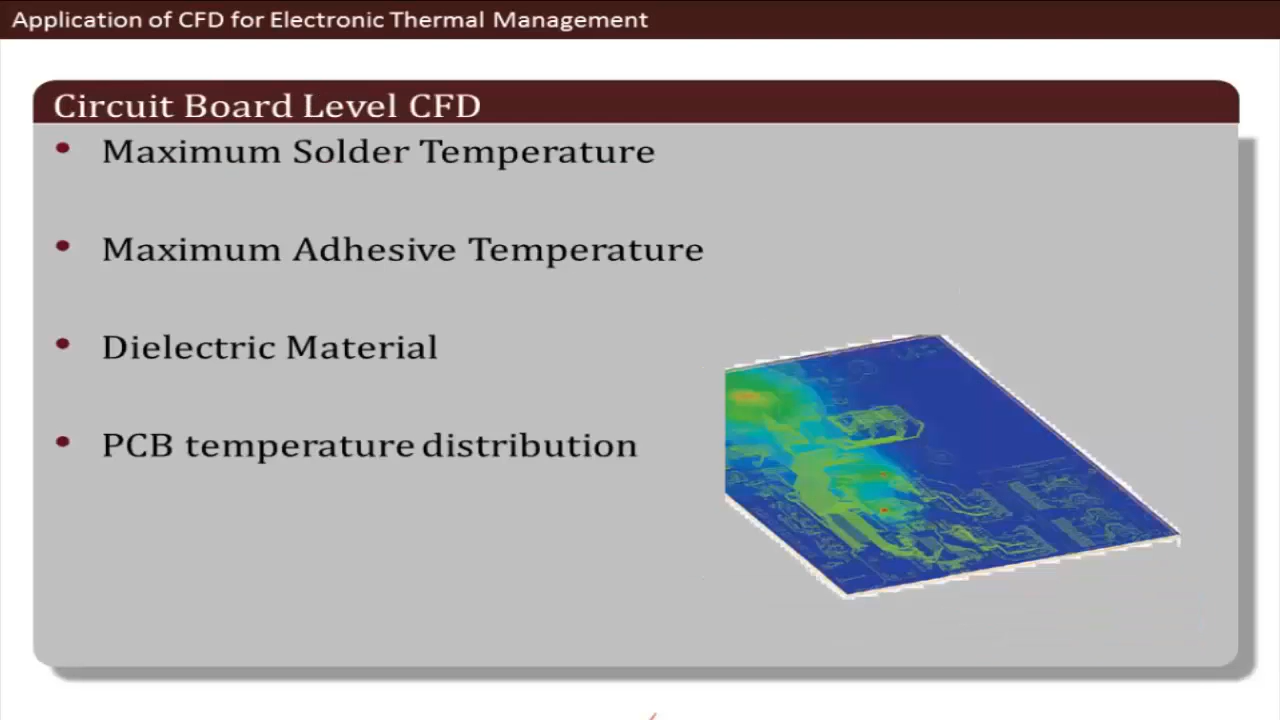 Application of CFD for Electronic Thermal Management
Circuit Board Level CFD
• Maximum Solder Temperature
• Maximum Adhesive Temperature
• Dielectric Material
• PCB temperature distribution